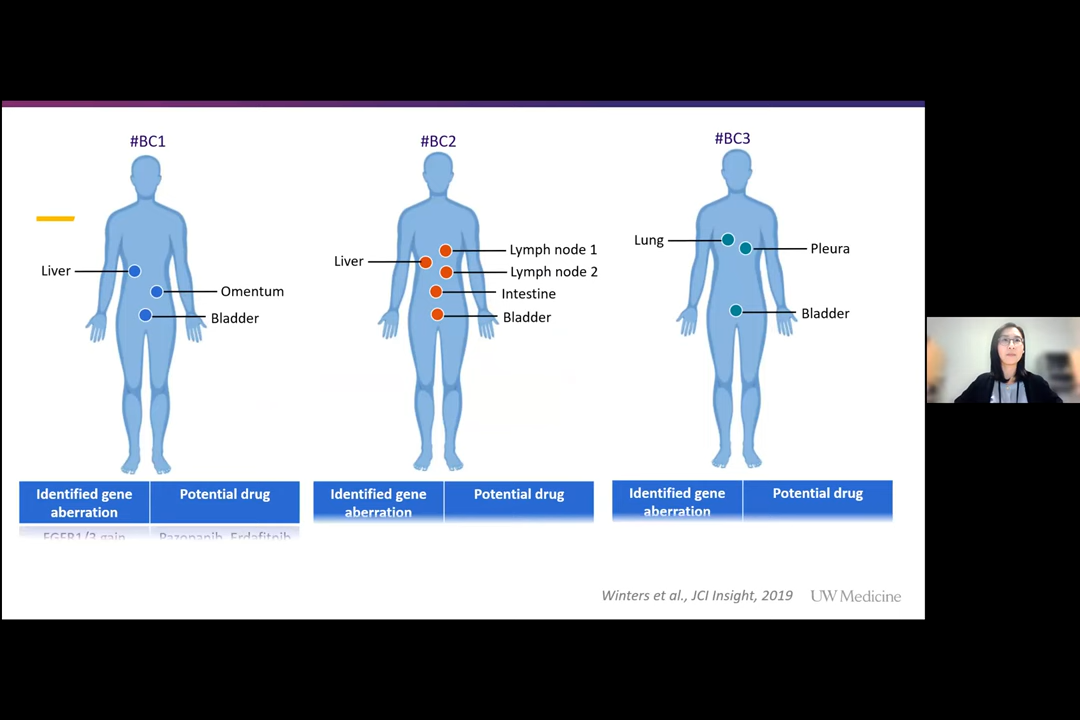 #BC1
#BC2
#BC3
Liver
Omentum
Bladder
Liver
Lymph node 1
Lymph node 2
Intestine
Bladder
Lung
Pleura
Bladder
Identified gene
aberration
Potential drug
Identified gene
aberration
Potential drug
Identified gene
aberration
Potential drug
Winters et al., JCI Insight, 2019
UW Medicine